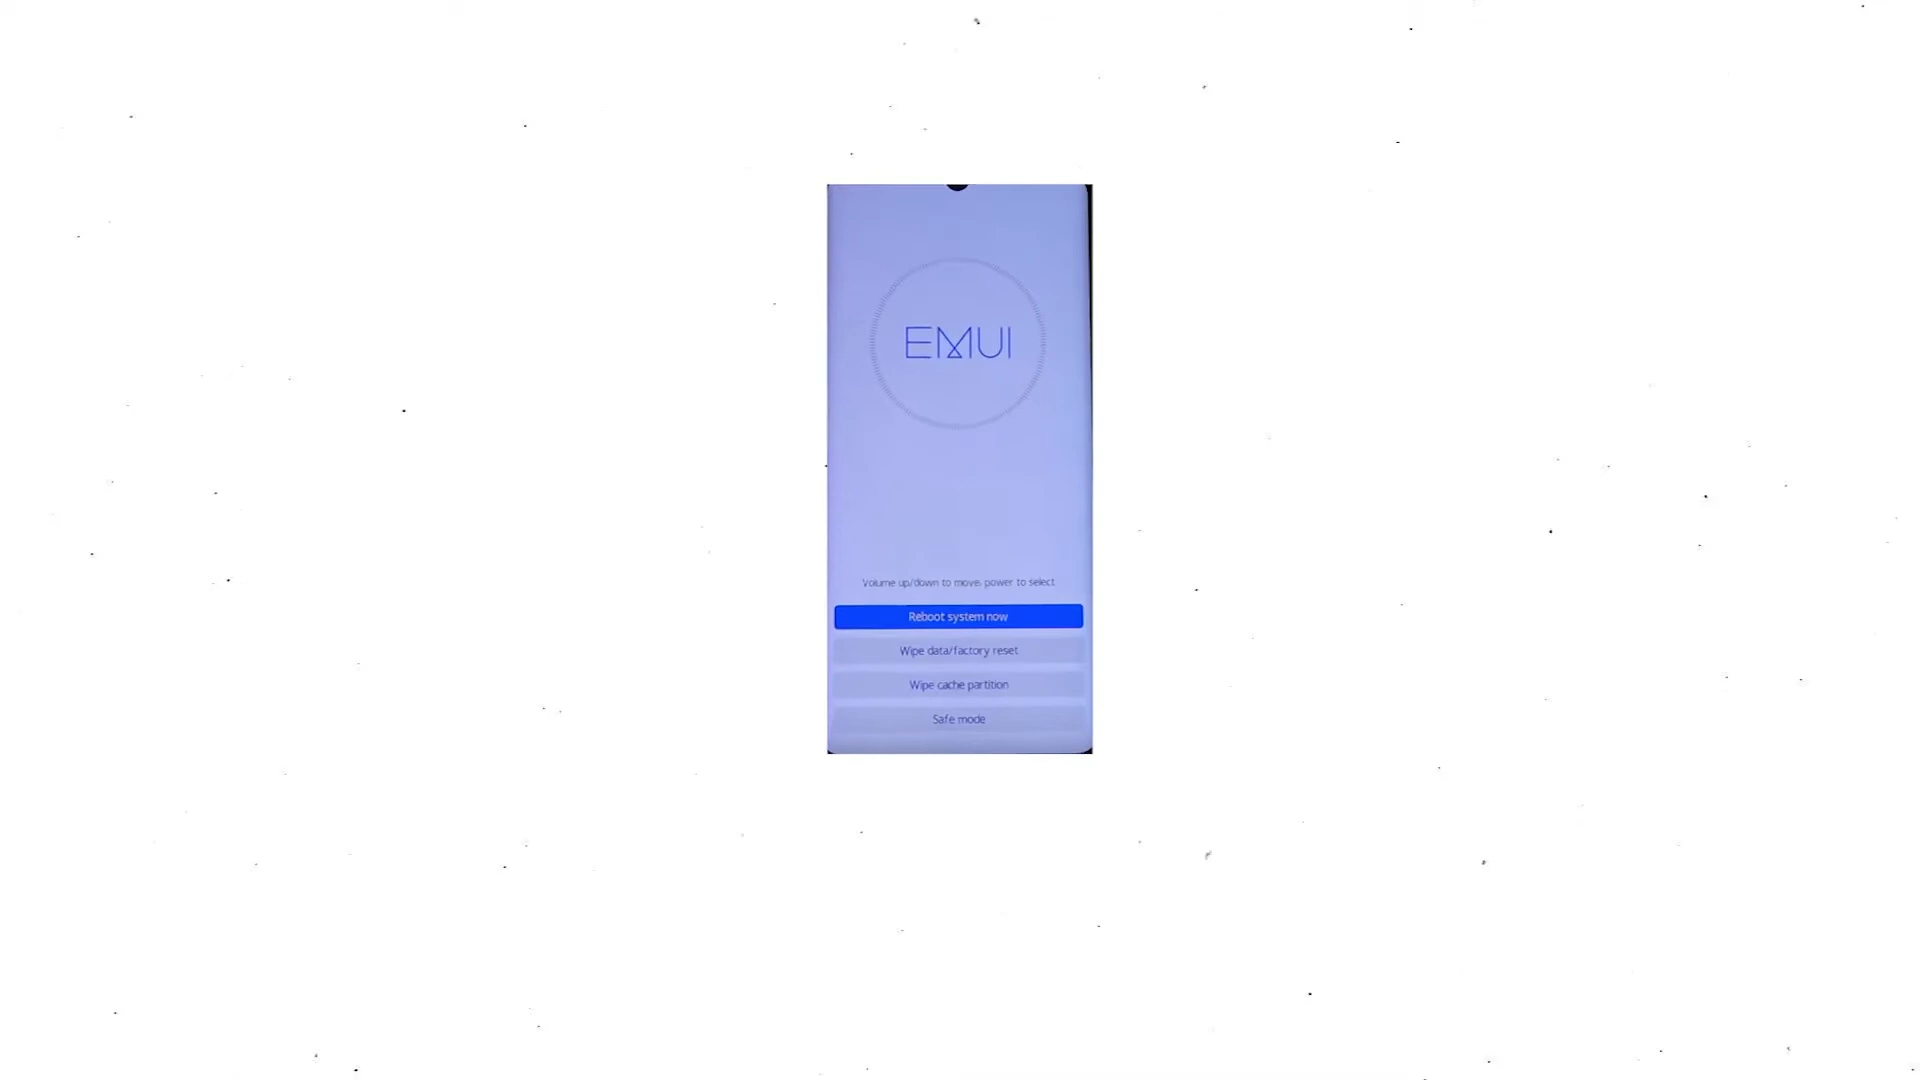 EMUI
Volume up/down to move, power to select
Reboot system now
Wipe data/factory reset
Wipe cache partition
Safe mode